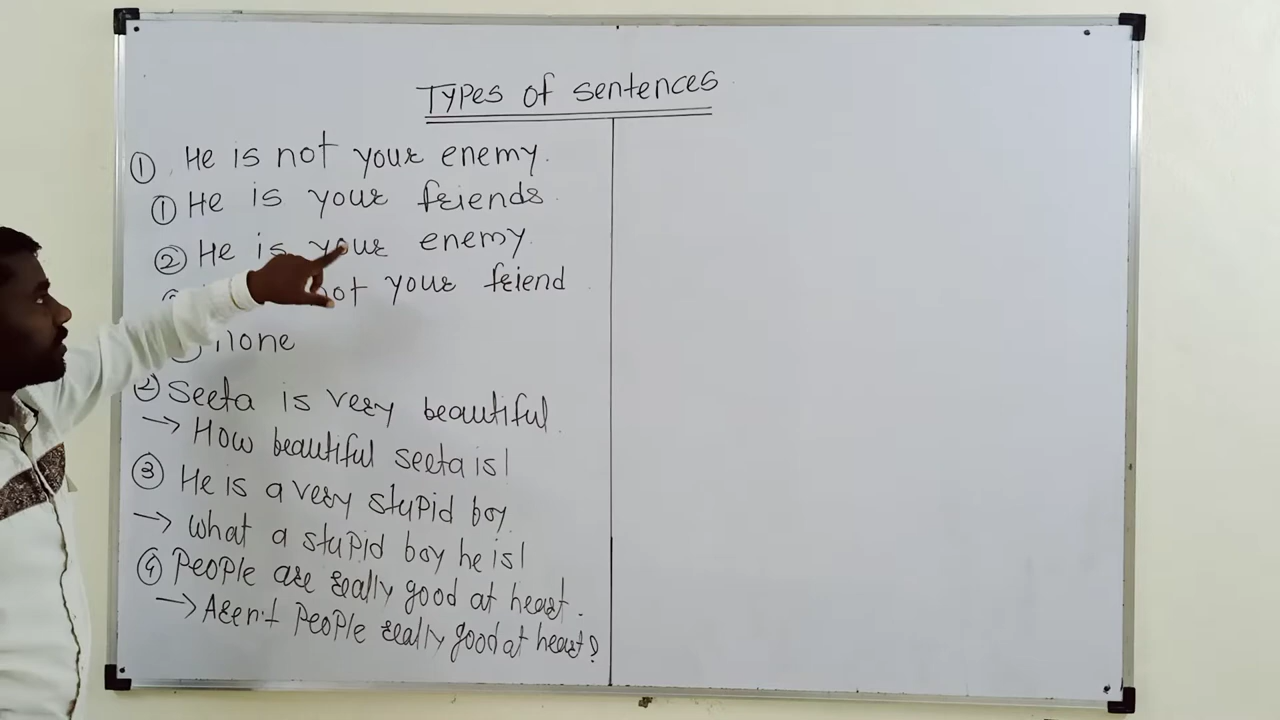 Types of sentences
① He is not your enemy.
① He is your friends.
② He is your enemy.
not your friend.
none
② Seeta is very beautiful.
→ How beautiful seeta is!
③ He is a very stupid boy.
→ what a stupid boy he is!
④ People are really good at heart.
→ Aren't People really good at heart?